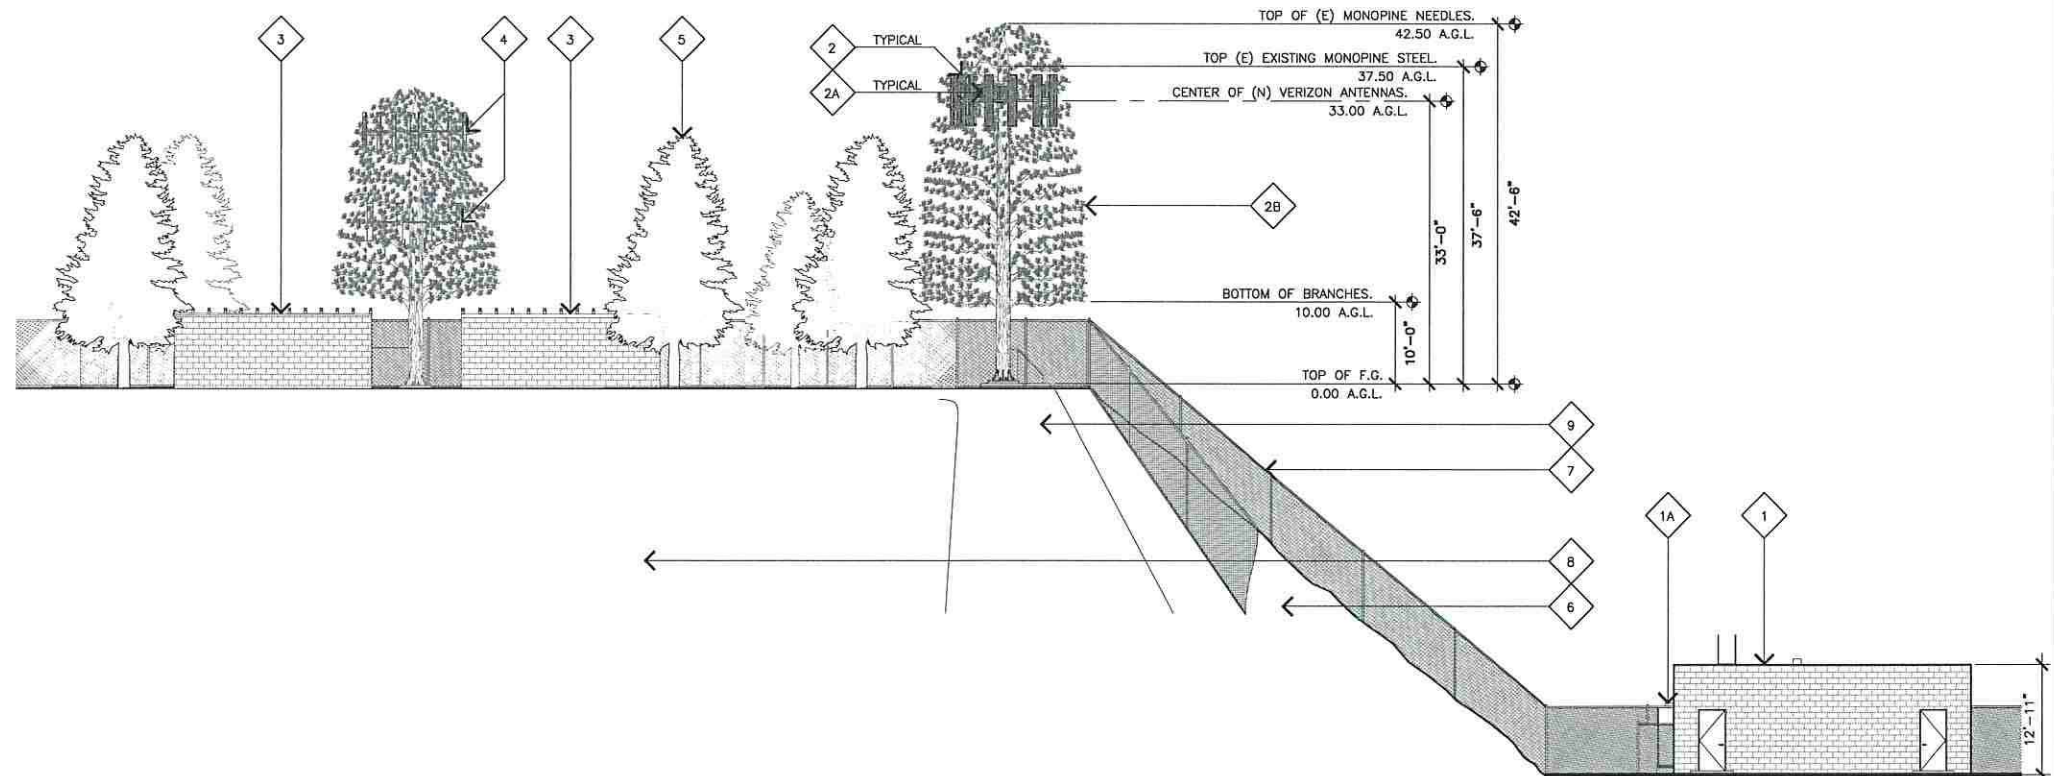 3
4
3
5
2
TYPICAL
2A
TYPICAL
TOP OF (E) MONOPINE NEEDLES.
42.50 A.G.L.
TOP (E) EXISTING MONOPINE STEEL.
37.50 A.G.L.
CENTER OF (N) VERIZON ANTENNAS.
33.00 A.G.L.
2B
33'-0"
37'-6"
42'-6"
BOTTOM OF BRANCHES.
10.00 A.G.L.
10'-0"
TOP OF F.G.
0.00 A.G.L.
9
7
1A
1
8
6
12'-11"